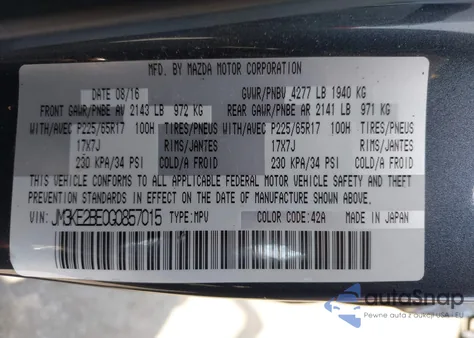 MFD. BY MAZDA MOTOR CORPORATION
DATE 08/16 GVWR/PNBV 4277 LB 1940 KG
FRONT GAWR/PNBE AV 2143 LB 972 KG REAR GAWR/PNBE AR 2141 LB 971 KG
WITH/AVEC P225/65R17 100H TIRES/PNEUS WITH/AVEC P225/65R17 100H TIRES/PNEUS
17X7J RIMS/JANTES 17X7J RIMS/JANTES
230 KPA/34 PSI COLD/A FROID 230 KPA/34 PSI COLD/A FROID
THIS VEHICLE CONFORMS TO ALL APPLICABLE FEDERAL MOTOR VEHICLE SAFETY AND THEFT
PREVENTION STANDARDS IN EFFECT ON THE DATE OF MANUFACTURE SHOWN ABOVE.
VIN: JM3KE2BE0G0857015 TYPE:MPV COLOR CODE:42A MADE IN JAPAN
autoSnap
Pewne auta z aukcji USA i EU